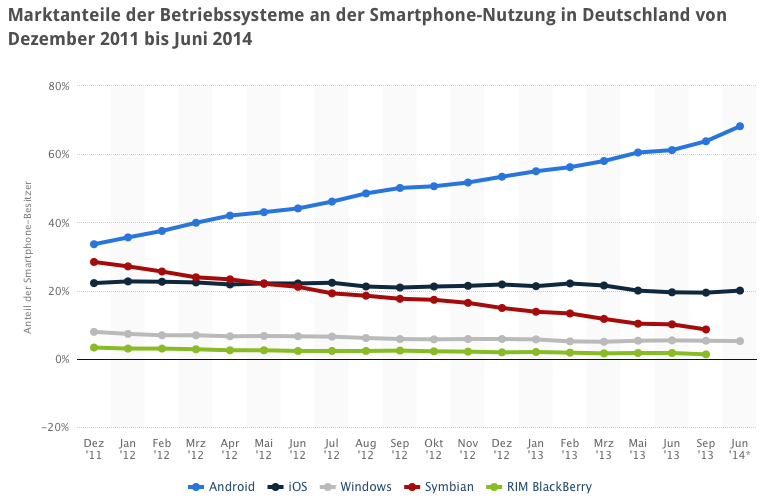 Marktanteile der Betriebssysteme an der Smartphone-Nutzung in Deutschland von
Dezember 2011 bis Juni 2014
Anteil der Smartphone-Besitzer
80%
60%
40%
20%
0%
-20%
Dez Jan Feb Mrz Apr Mai Jun Jul Aug Sep Okt Nov Dez Jan Feb Mrz Mai Jun Sep Jun
'11 '12 '12 '12 '12 '12 '12 '12 '12 '12 '12 '12 '12 '13 '13 '13 '13 '13 '13 '14*
Android iOS Windows Symbian RIM BlackBerry